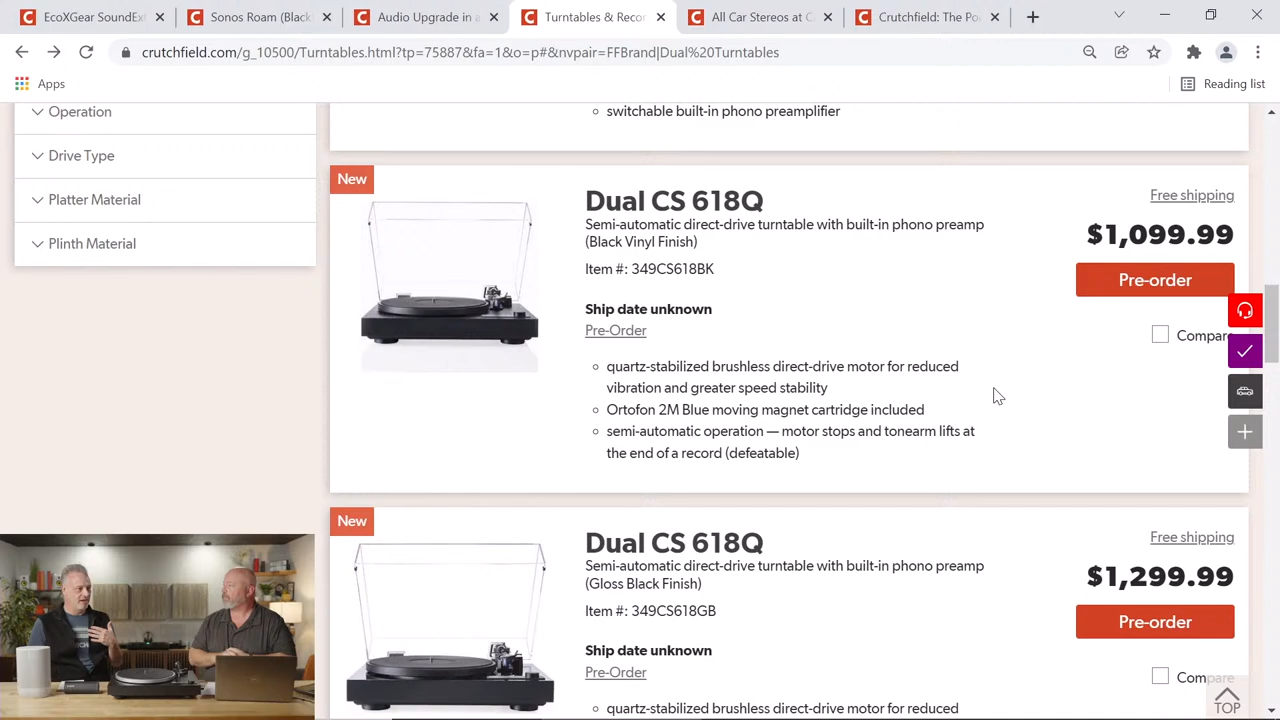 EcoXGear SoundExt
Sonos Roam (Black
Audio Upgrade in a
Turntables & Recor
All Car Stereos at C
Crutchfield: The Po
crutchfield.com/g_10500/Turntables.html?tp=75887&fa=1&o=p#&nvpair=FFBrand|Dual%20Turntables
Apps
Reading list
Operation
Drive Type
Platter Material
Plinth Material
switchable built-in phono preamplifier
New
Dual CS 618Q
Semi-automatic direct-drive turntable with built-in phono preamp
(Black Vinyl Finish)
Item #: 349CS618BK
Ship date unknown
Pre-Order
quartz-stabilized brushless direct-drive motor for reduced
vibration and greater speed stability
Ortofon 2M Blue moving magnet cartridge included
semi-automatic operation — motor stops and tonearm lifts at
the end of a record (defeatable)
Free shipping
$1,099.99
Pre-order
Compare
New
Dual CS 618Q
Semi-automatic direct-drive turntable with built-in phono preamp
(Gloss Black Finish)
Item #: 349CS618GB
Ship date unknown
Pre-Order
quartz-stabilized brushless direct-drive motor for reduced
Free shipping
$1,299.99
Pre-order
Compare
TOP